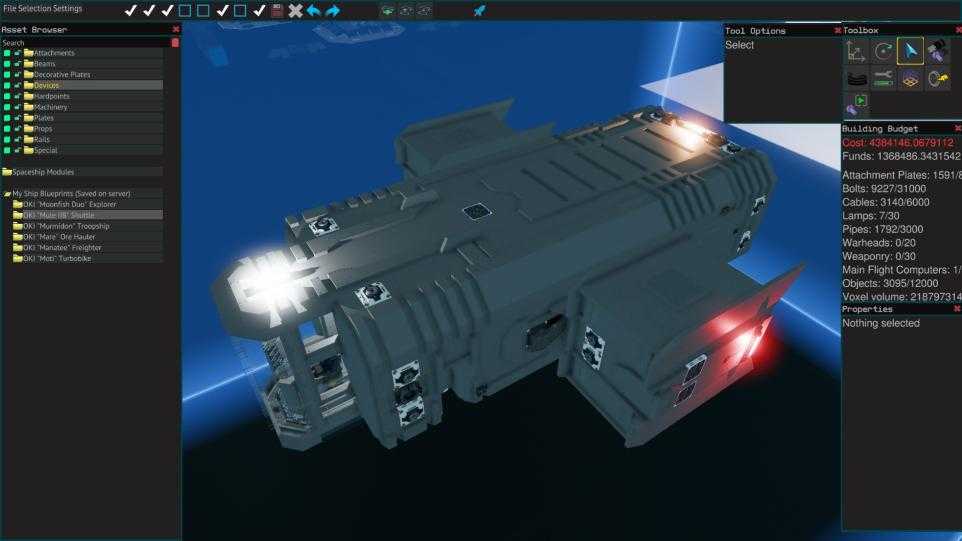 File Selection Settings
Asset Browser
Search
Attachments
Beams
Decorative Plates
Devices
Hardpoints
Machinery
Plates
Props
Rails
Special
Spaceship Modules
My Ship Blueprints (Saved on server)
OKI "Moonfish Duo" Explorer
OKI "Mule IIB" Shuttle
OKI "Murmidon" Troopship
OKI "Mare" Ore Hauler
OKI "Manatee" Freighter
OKI "Moti" Turbobike
Tool Options
Select
Toolbox
Building Budget
Cost: 4384146.0679112
Funds: 1368486.3431542
Attachment Plates: 1591/8
Bolts: 9227/31000
Cables: 3140/6000
Lamps: 7/30
Pipes: 1792/3000
Warheads: 0/20
Weaponry: 0/30
Main Flight Computers: 1/
Objects: 3095/12000
Voxel volume: 218797314
Properties
Nothing selected